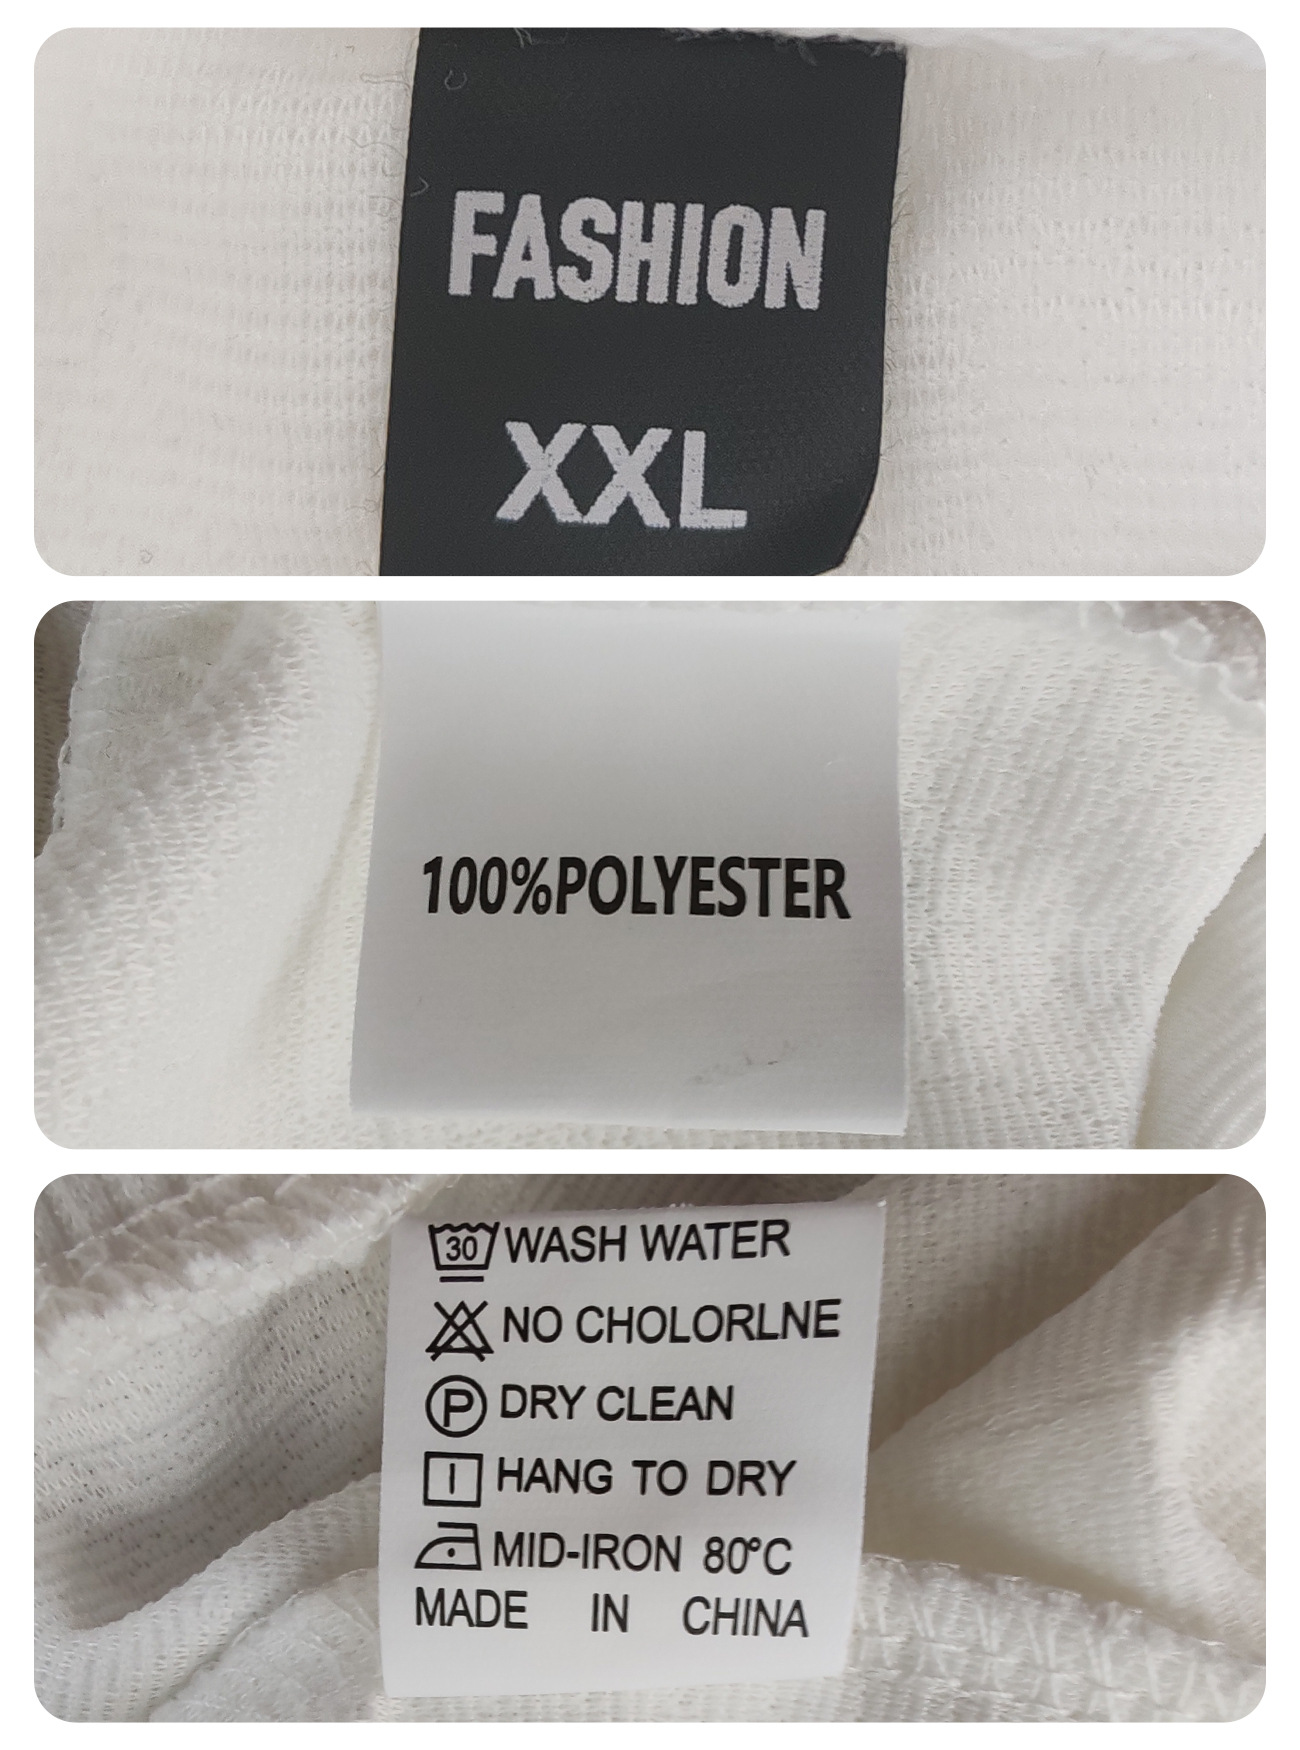 FASHION
XXL
100%POLYESTER
30 WASH WATER
NO CHOLORLNE
P DRY CLEAN
HANG TO DRY
MID-IRON 80°C
MADE IN CHINA